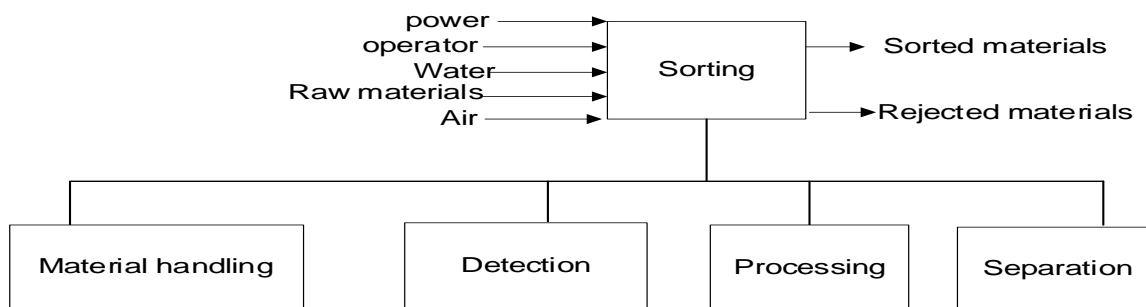 power
operator
Water
Raw materials
Air
Sorting
Sorted materials
Rejected materials
Material handling
Detection
Processing
Separation